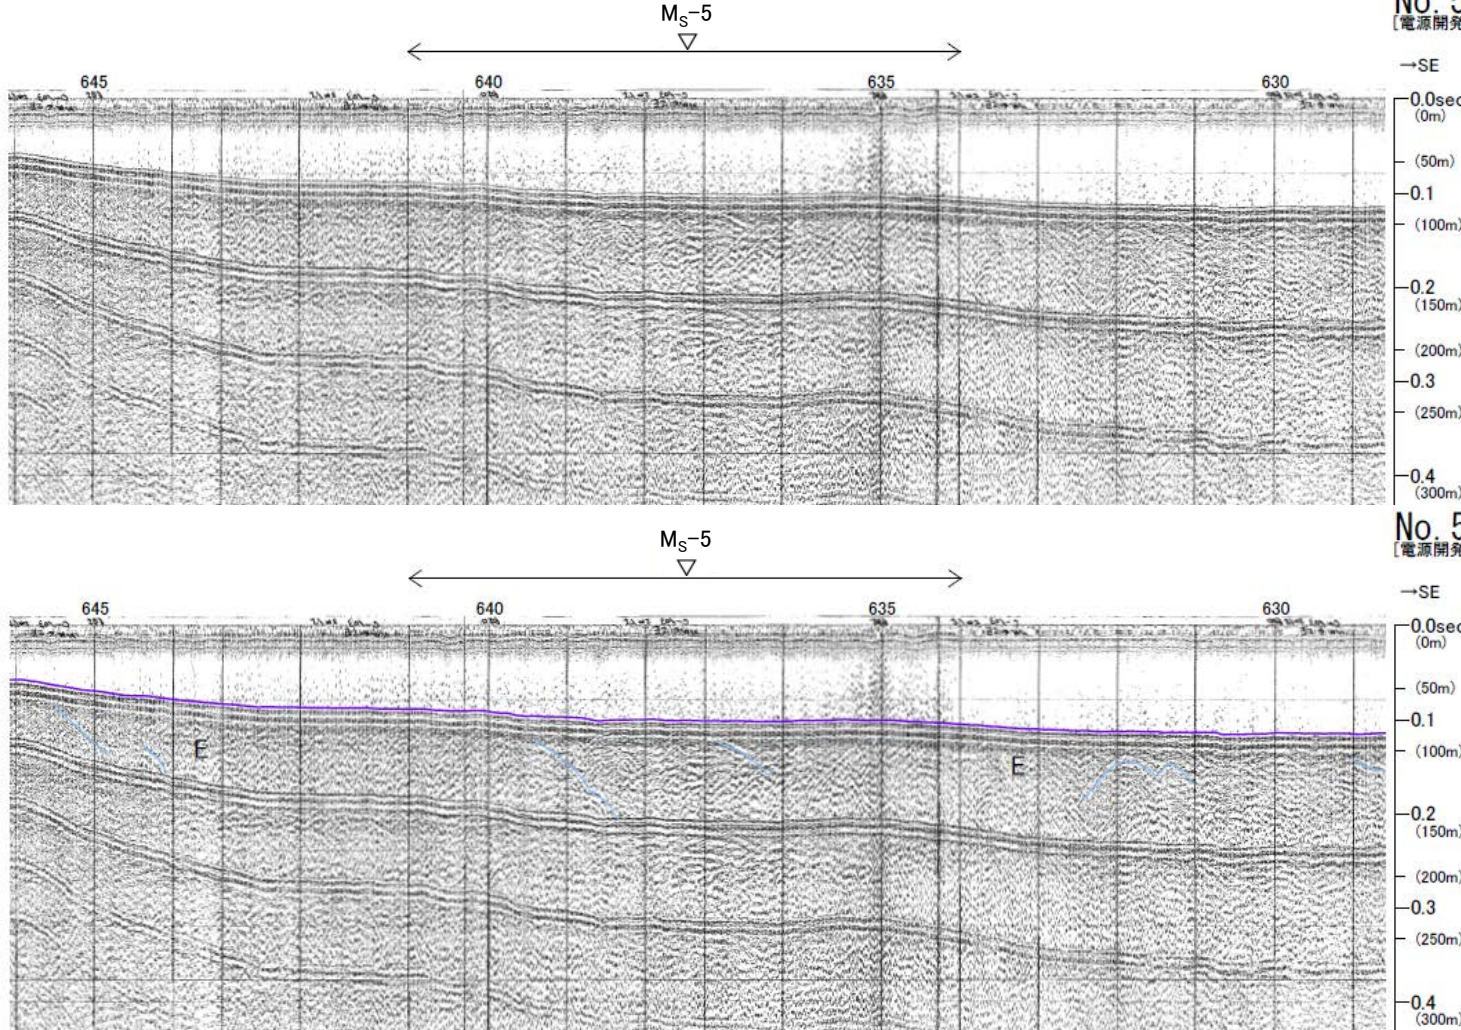 Ms-5
No. 5
[電源開発
→SE
645 640 635 630
0.0sec
(0m)
(50m)
0.1
(100m)
0.2
(150m)
(200m)
0.3
(250m)
0.4
(300m)
Ms-5
No. 5
[電源開発
→SE
645 640 635 630
0.0sec
(0m)
(50m)
0.1
E
(100m)
E
0.2
(150m)
(200m)
0.3
(250m)
0.4
(300m)